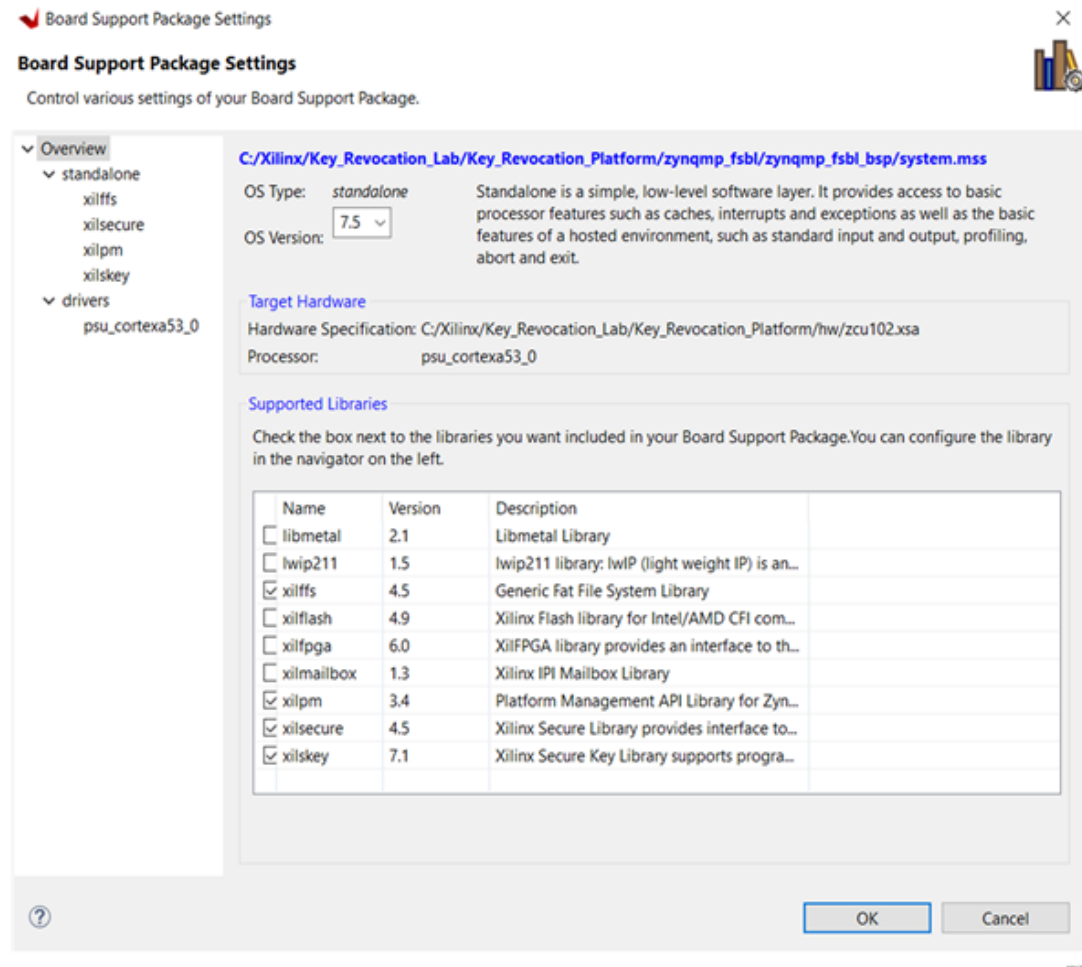 Board Support Package Settings
Board Support Package Settings
Control various settings of your Board Support Package.
Overview
standalone
xilffs
xilsecure
xilpm
xilskey
drivers
psu_cortexa53_0
C:/Xilinx/Key_Revocation_Lab/Key_Revocation_Platform/zynqmp_fsbl/zynqmp_fsbl_bsp/system.mss
OS Type: standalone
OS Version: 7.5
Standalone is a simple, low-level software layer. It provides access to basic
processor features such as caches, interrupts and exceptions as well as the basic
features of a hosted environment, such as standard input and output, profiling,
abort and exit.
Target Hardware
Hardware Specification: C:/Xilinx/Key_Revocation_Lab/Key_Revocation_Platform/hw/zcu102.xsa
Processor: psu_cortexa53_0
Supported Libraries
Check the box next to the libraries you want included in your Board Support Package.You can configure the library
in the navigator on the left.
Name Version Description
libmetal 2.1 Libmetal Library
lwip211 1.5 lwip211 library: lwIP (light weight IP) is an...
xilffs 4.5 Generic Fat File System Library
xilflash 4.9 Xilinx Flash library for Intel/AMD CFI com...
xilfpga 6.0 XilFPGA library provides an interface to th...
xilmailbox 1.3 Xilinx IPI Mailbox Library
xilpm 3.4 Platform Management API Library for Zyn...
xilsecure 4.5 Xilinx Secure Library provides interface to...
xilskey 7.1 Xilinx Secure Key Library supports progra...
OK Cancel